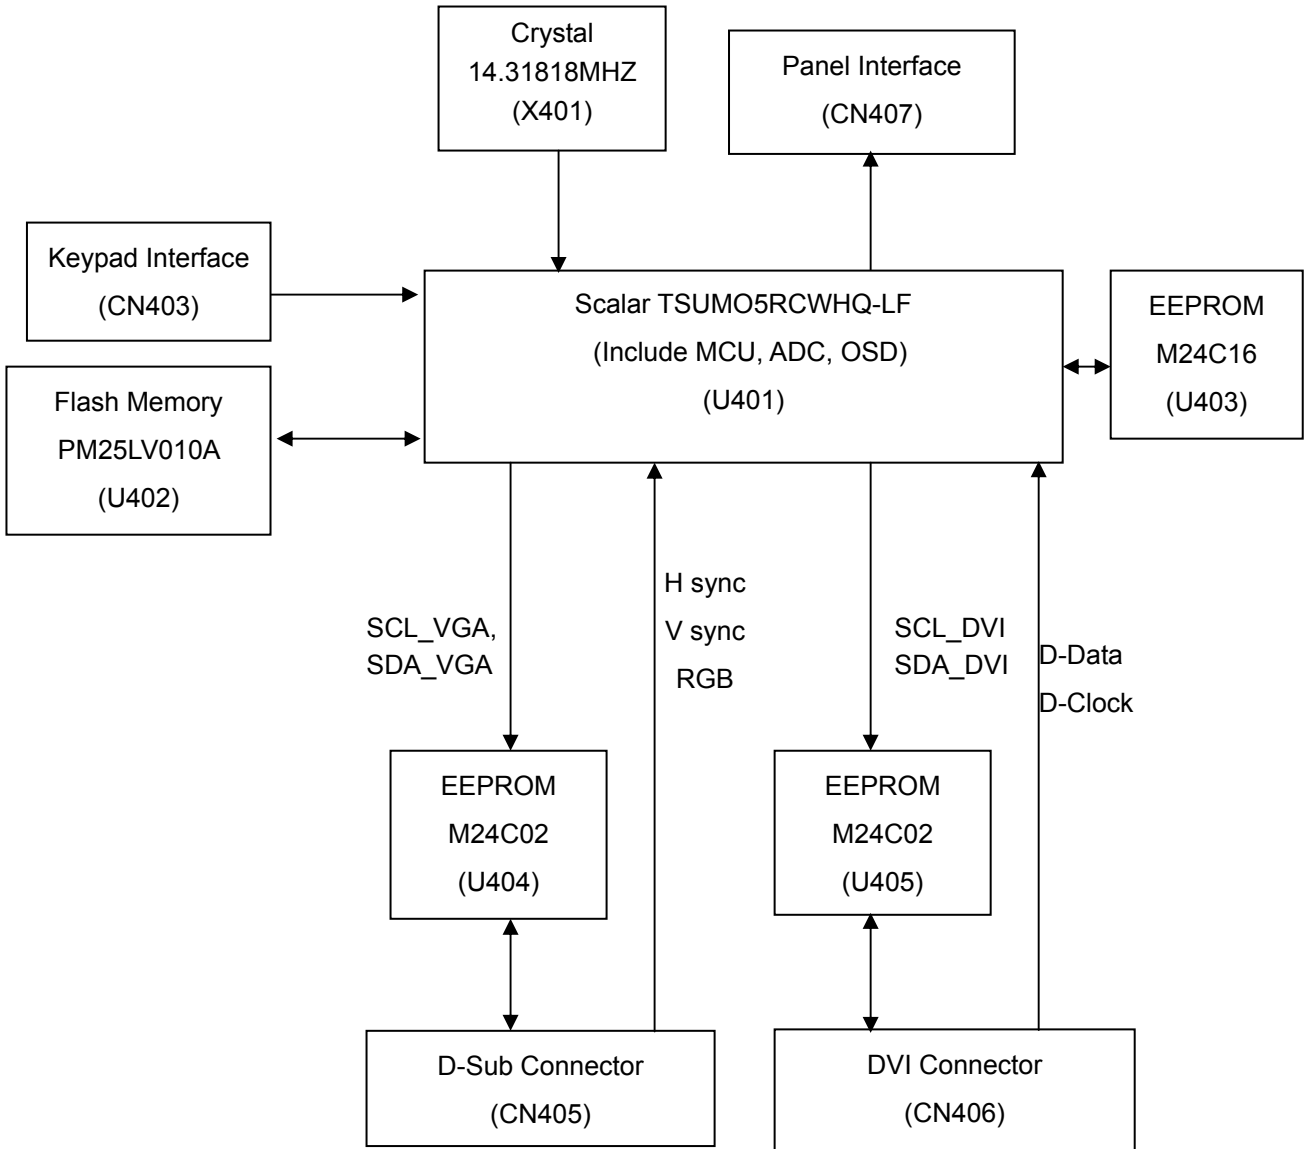 Crystal
14.31818MHZ
(X401)
Panel Interface
(CN407)
Keypad Interface
(CN403)
Scalar TSUMO5RCWHQ-LF
(Include MCU, ADC, OSD)
(U401)
EEPROM
M24C16
(U403)
Flash Memory
PM25LV010A
(U402)
SCL_VGA,
SDA_VGA
H sync
V sync
RGB
SCL_DVI
SDA_DVI
D-Data
D-Clock
EEPROM
M24C02
(U404)
EEPROM
M24C02
(U405)
D-Sub Connector
(CN405)
DVI Connector
(CN406)